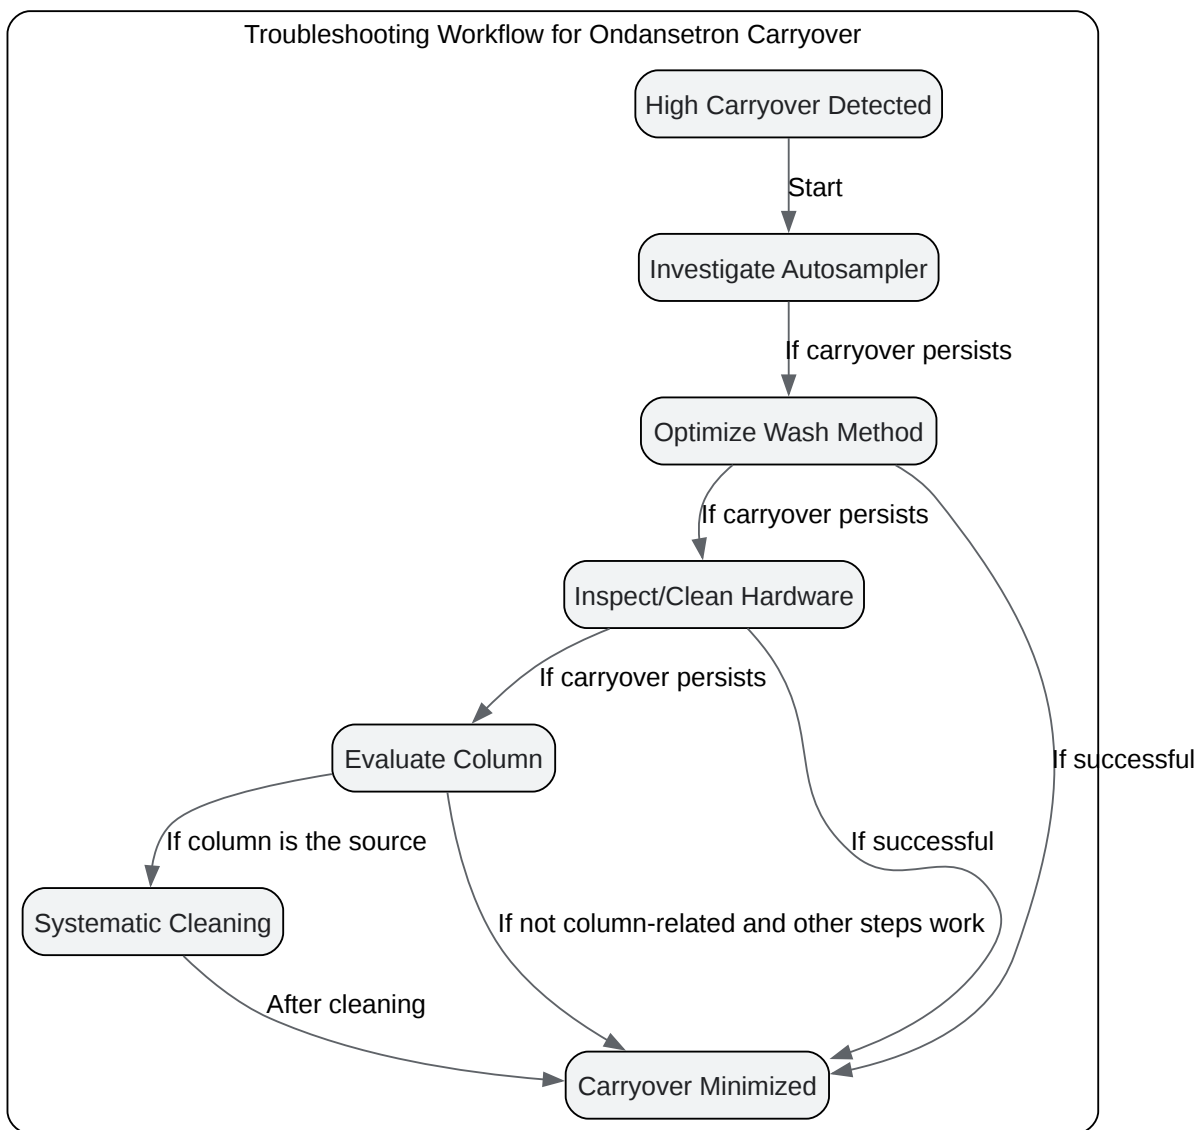 Troubleshooting Workflow for Ondansetron Carryover
High Carryover Detected
Start
Investigate Autosampler
If carryover persists
Optimize Wash Method
If carryover persists
Inspect/Clean Hardware
If carryover persists
Evaluate Column
If successful
If column is the source
If successful
Systematic Cleaning
If not column-related and other steps work
After cleaning
Carryover Minimized